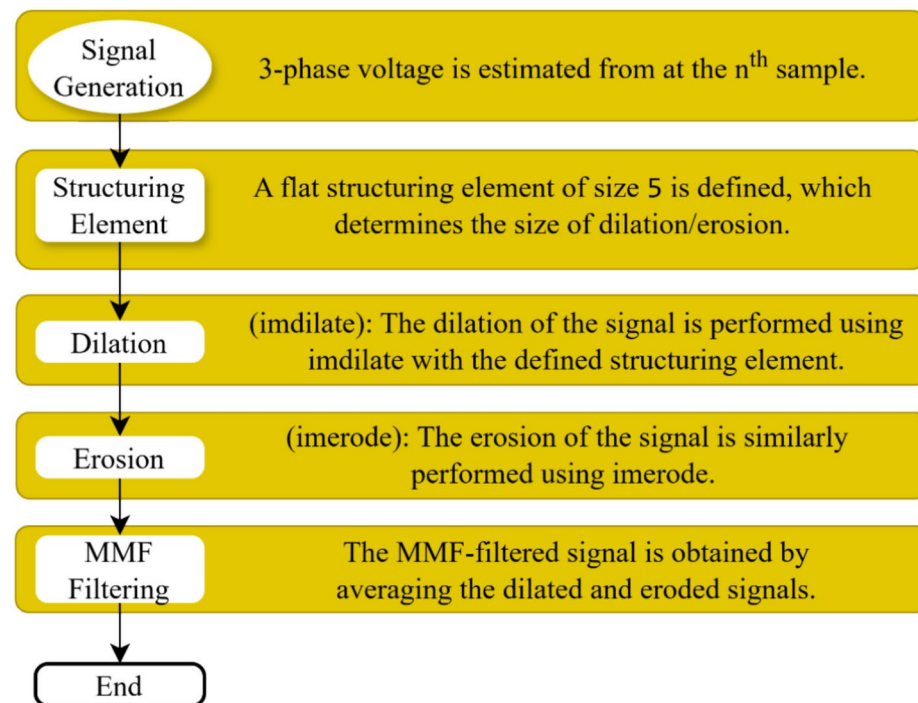 Signal
Generation
3-phase voltage is estimated from at the nth sample.
Structuring
Element
A flat structuring element of size 5 is defined, which
determines the size of dilation/erosion.
Dilation
(imdilate): The dilation of the signal is performed using
imdilate with the defined structuring element.
Erosion
(imerode): The erosion of the signal is similarly
performed using imerode.
MMF
Filtering
The MMF-filtered signal is obtained by
averaging the dilated and eroded signals.
End